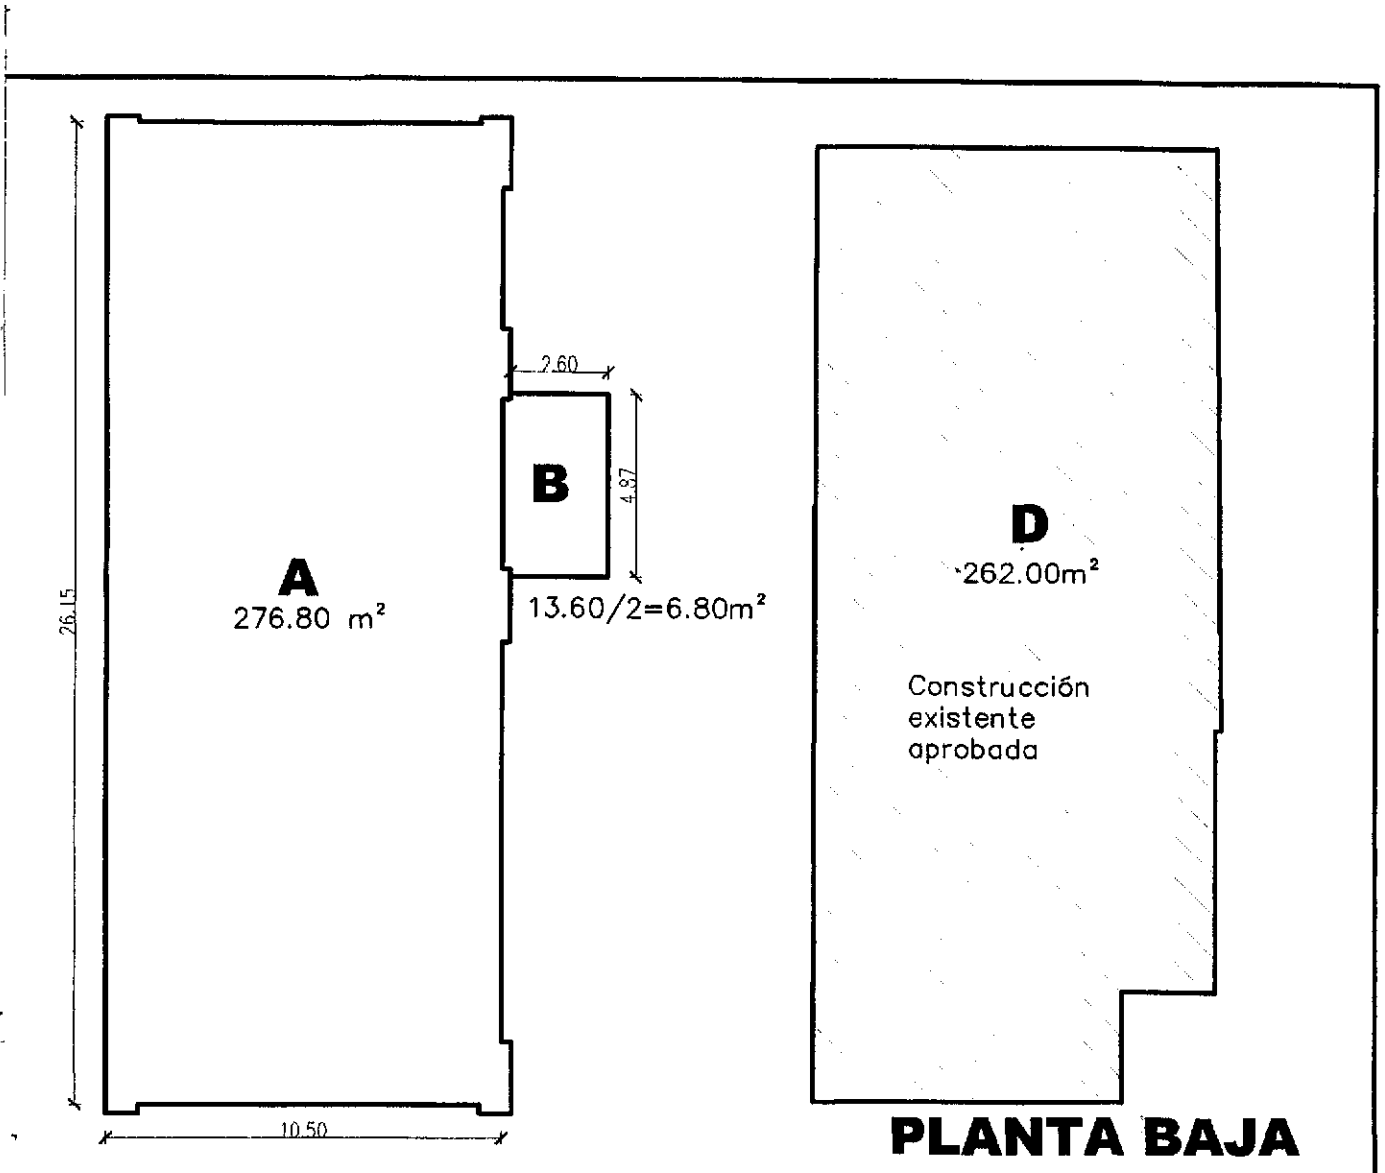 2.60
B
4.87
A
276.80 m²
26.15
13.60/2=6.80m²
10.50
D
262.00m²
Construcción
existente
aprobada
PLANTA BAJA